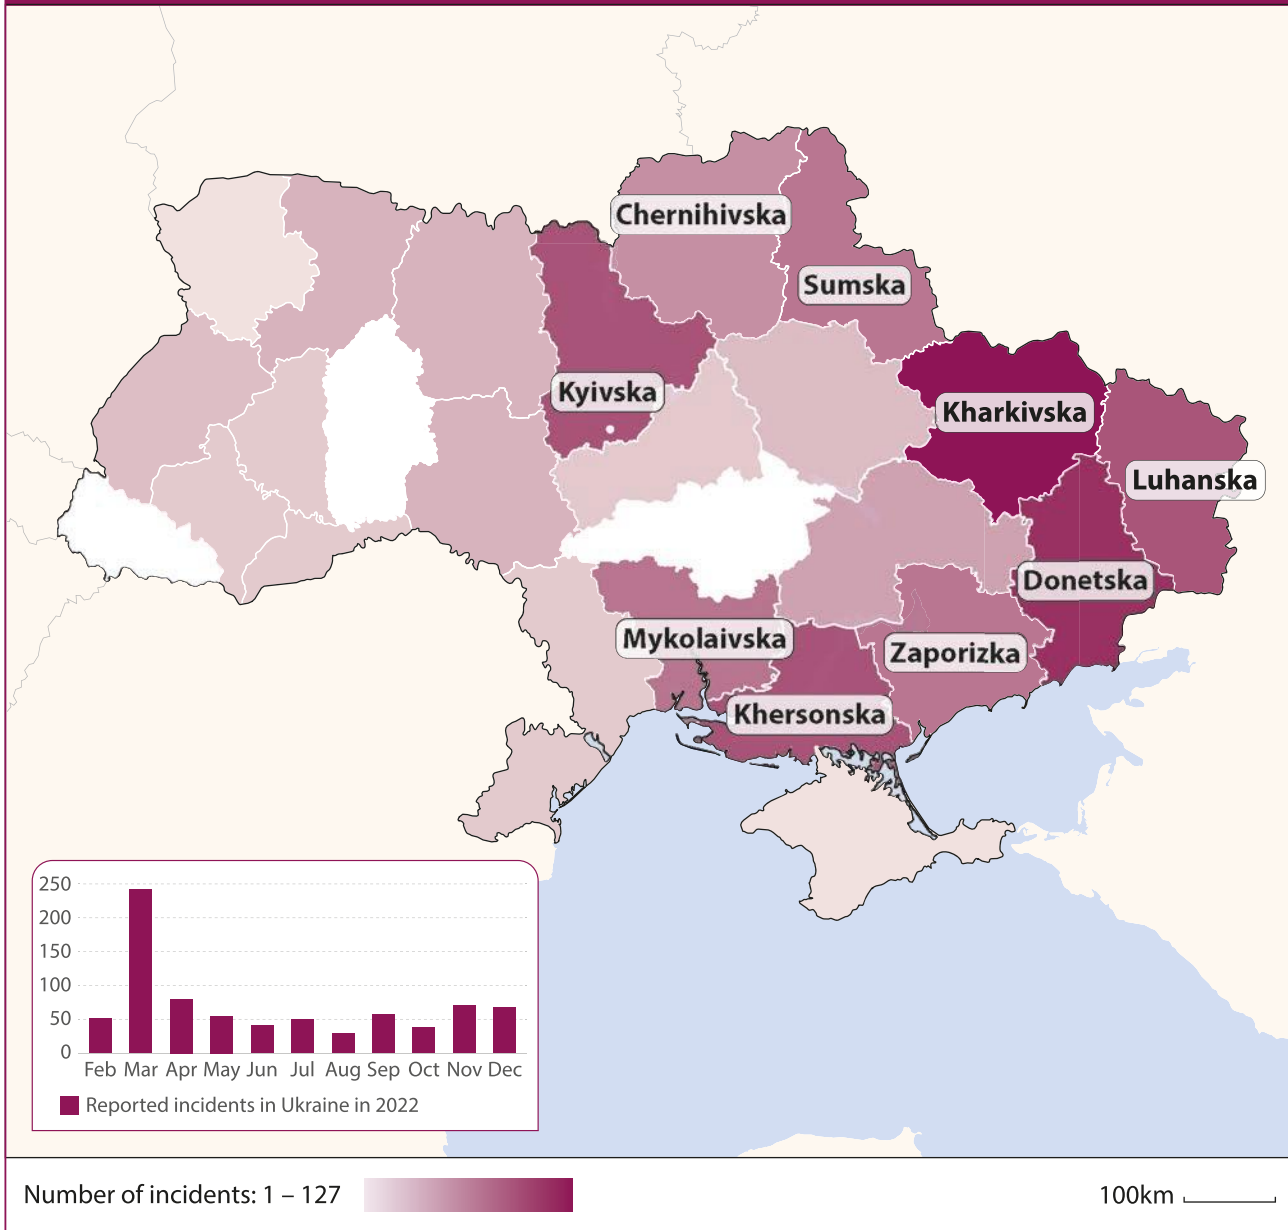 Chernihivska
Sumska
Kyivska
Kharkivska
Luhanska
Donetska
Mykolaivska
Zaporizka
Khersonska
250
200
150
100
50
0
Feb Mar Apr May Jun Jul Aug Sep Oct Nov Dec
Reported incidents in Ukraine in 2022
Number of incidents: 1 – 127
100km